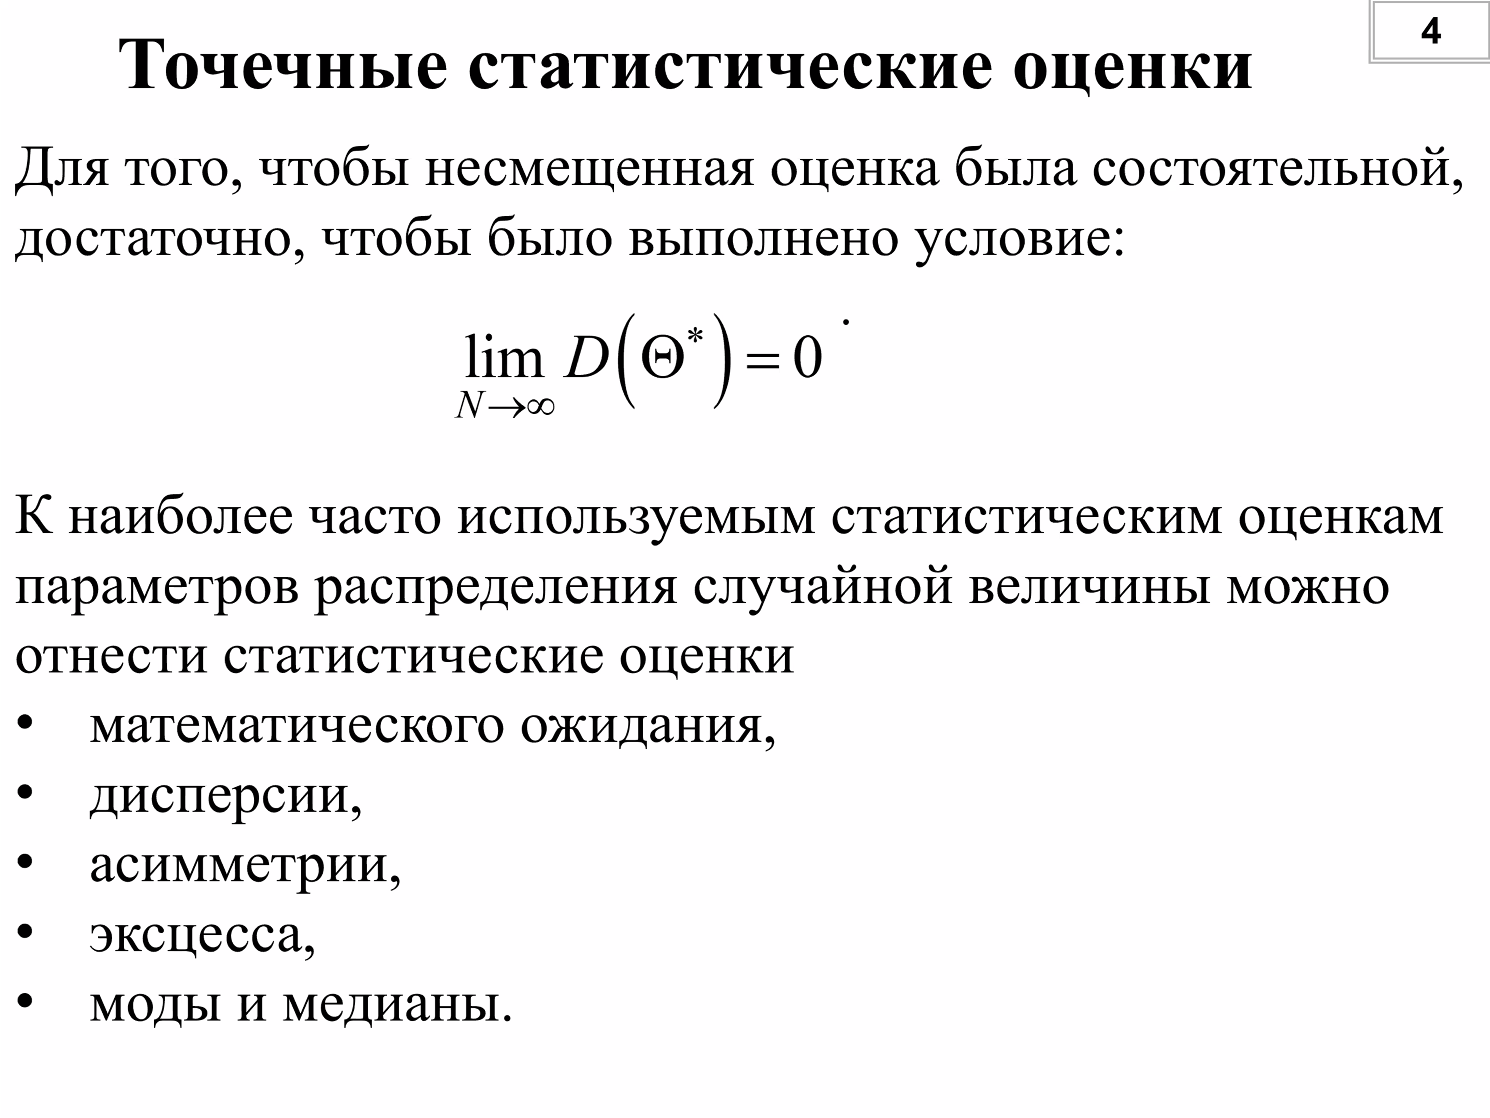 4
Точечные статистические оценки
Для того, чтобы несмещенная оценка была состоятельной,
достаточно, чтобы было выполнено условие:
lim D(Θ*) = 0 .
N→∞
К наиболее часто используемым статистическим оценкам
параметров распределения случайной величины можно
отнести статистические оценки
• математического ожидания,
• дисперсии,
• асимметрии,
• эксцесса,
• моды и медианы.